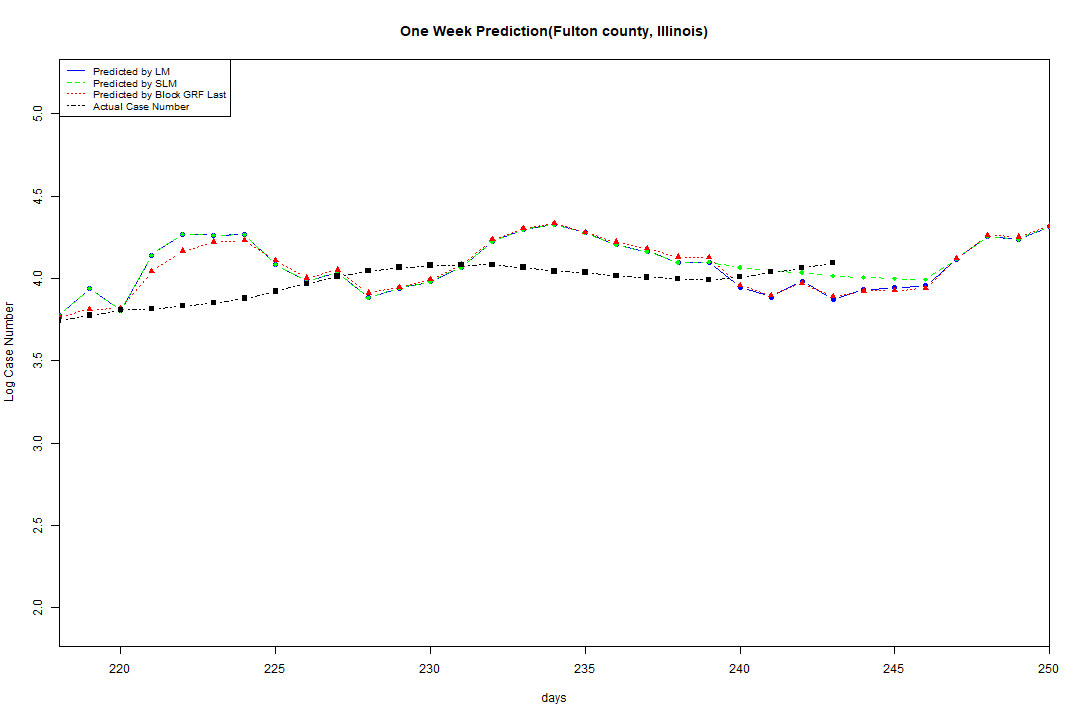 One Week Prediction(Fulton county, Illinois)
Predicted by LM
Predicted by SLM
Predicted by Block GRF Last
Actual Case Number
5.0
4.5
4.0
3.5
3.0
2.5
2.0
Log Case Number
220 225 230 235 240 245 250
days